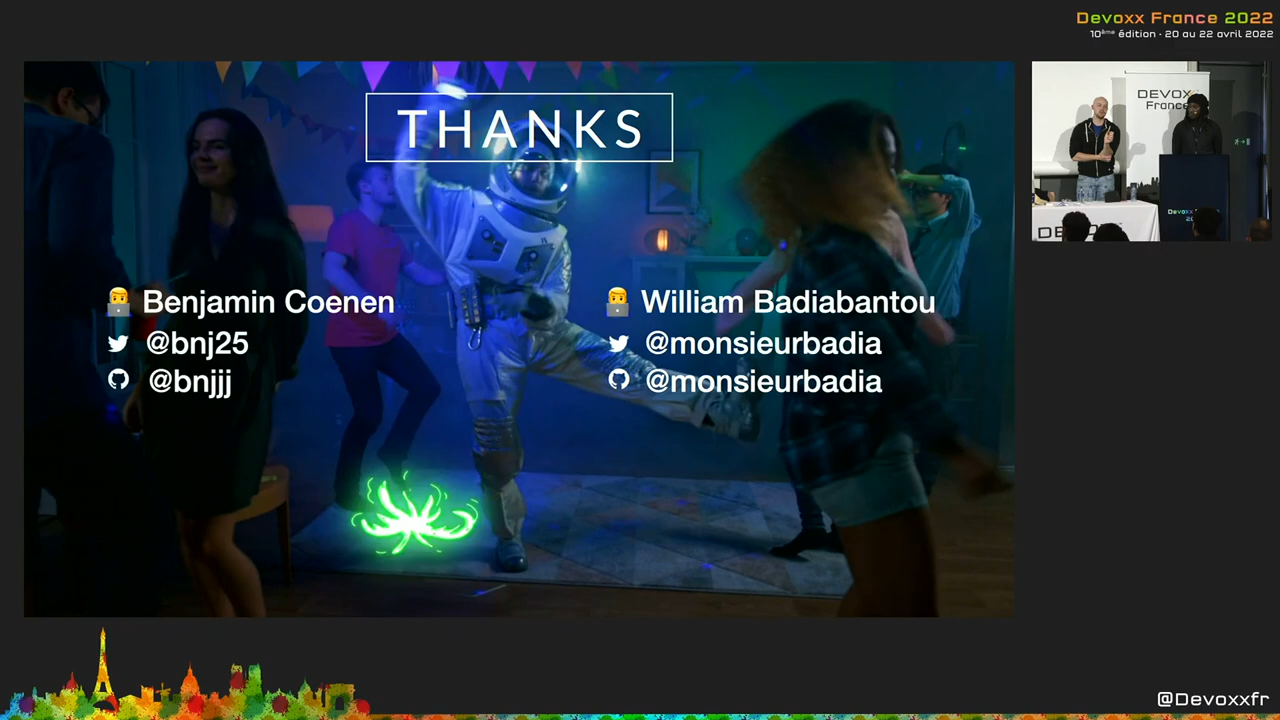 Devoxx France 2022
10ème édition · 20 au 22 avril 2022
THANKS
DEVOXX
France
Benjamin Coenen
@bnj25
@bnjjj
William Badiabantou
@monsieurbadia
@monsieurbadia
@Devoxxfr